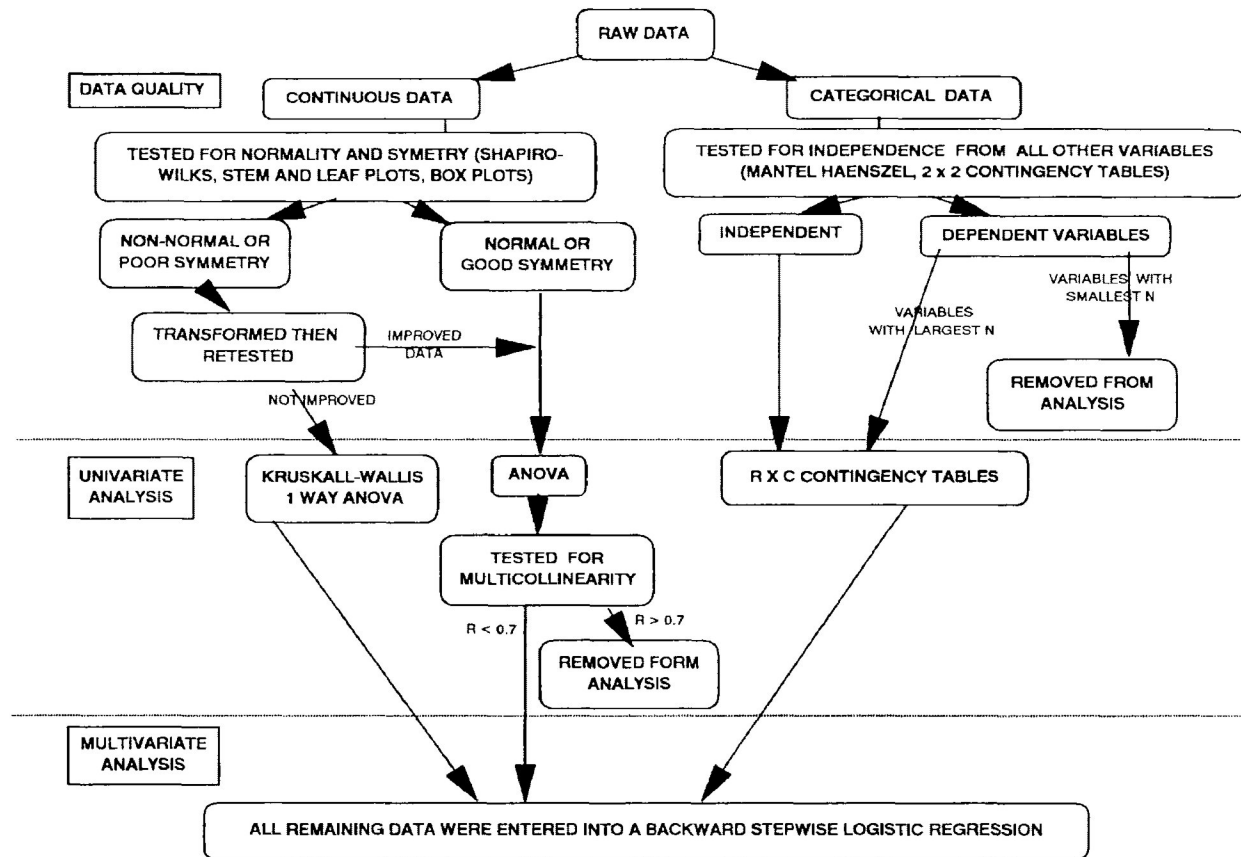 RAW DATA
DATA QUALITY
CONTINUOUS DATA
CATEGORICAL DATA
TESTED FOR NORMALITY AND SYMETRY (SHAPIRO-
WILKS, STEM AND LEAF PLOTS, BOX PLOTS)
TESTED FOR INDEPENDENCE FROM ALL OTHER VARIABLES
(MANTEL HAENSZEL, 2 x 2 CONTINGENCY TABLES)
NON-NORMAL OR
POOR SYMMETRY
NORMAL OR
GOOD SYMMETRY
INDEPENDENT
DEPENDENT VARIABLES
VARIABLES WITH
SMALLEST N
VARIABLES
WITH LARGEST N
TRANSFORMED THEN
RETESTED
IMPROVED
DATA
REMOVED FROM
ANALYSIS
NOT IMPROVED
UNIVARIATE
ANALYSIS
KRUSKALL-WALLIS
1 WAY ANOVA
ANOVA
R X C CONTINGENCY TABLES
TESTED FOR
MULTICOLLINEARITY
R < 0.7
R > 0.7
REMOVED FORM
ANALYSIS
MULTIVARIATE
ANALYSIS
ALL REMAINING DATA WERE ENTERED INTO A BACKWARD STEPWISE LOGISTIC REGRESSION